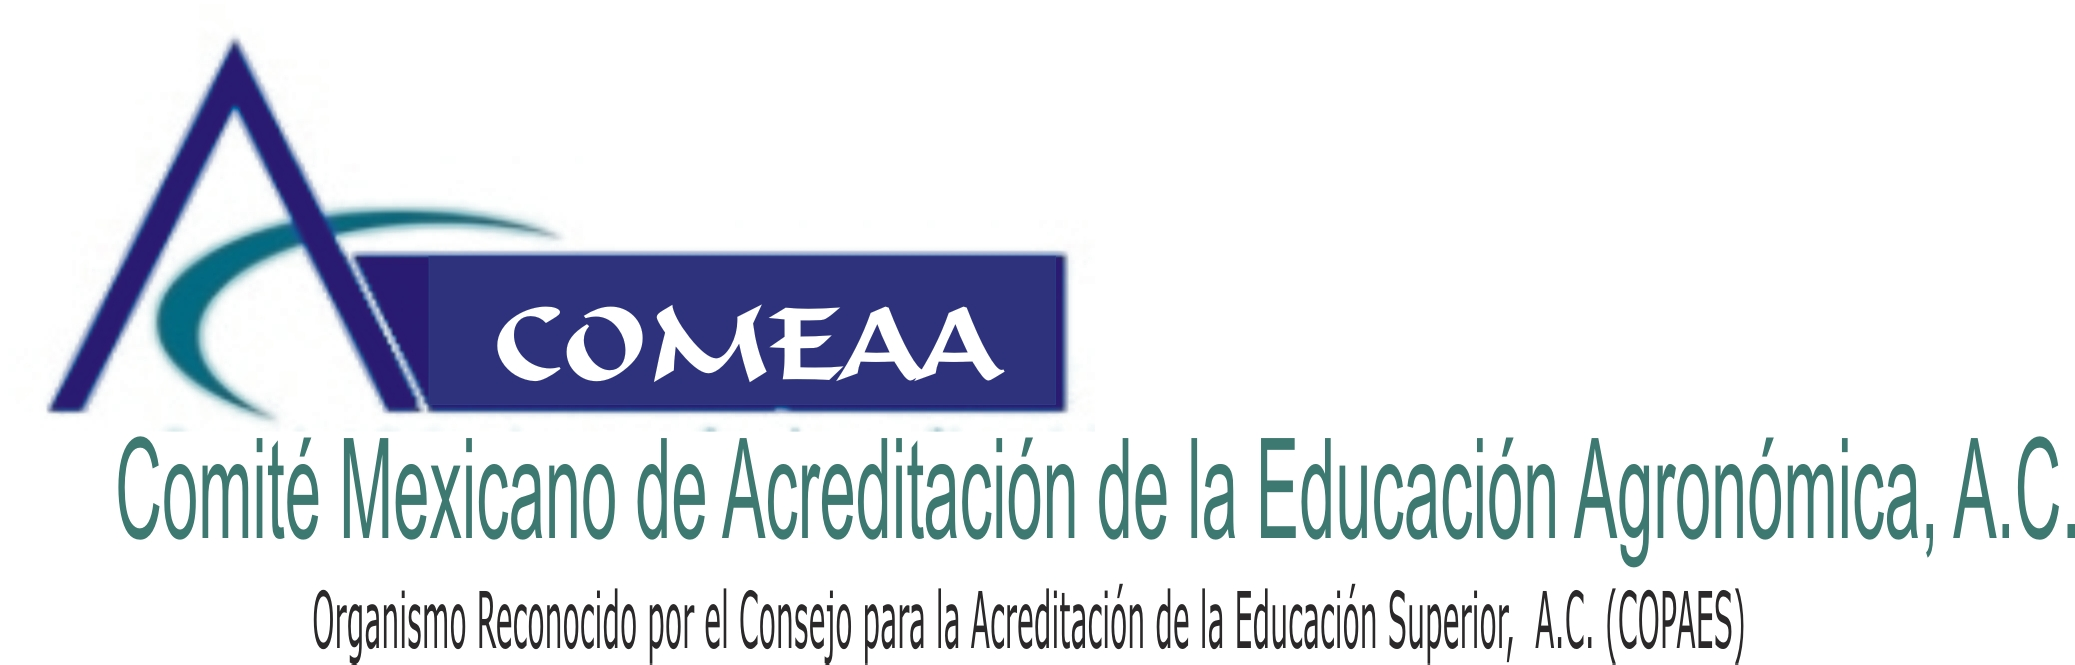 COMEAA
Comité Mexicano de Acreditación de la Educación Agronómica, A.C.
Organismo Reconocido por el Consejo para la Acreditación de la Educación Superior, A.C. (COPAES)